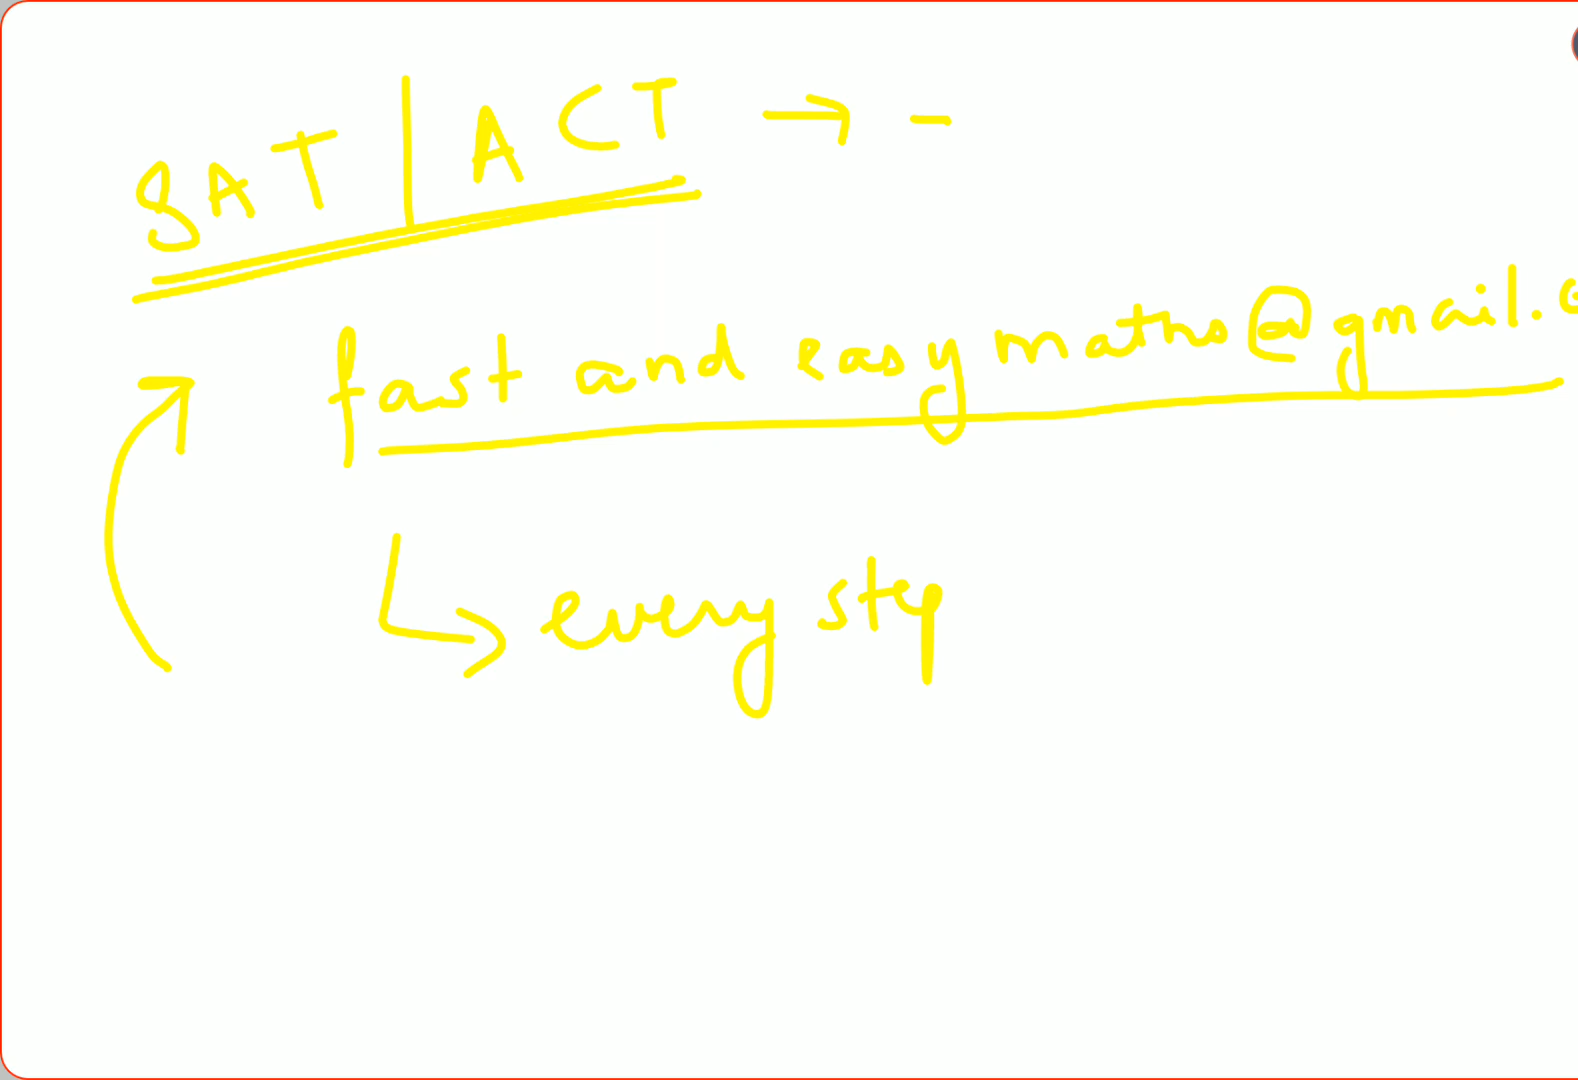 SAT | ACT → -
fast and easymaths@gmail.c
↳ every step